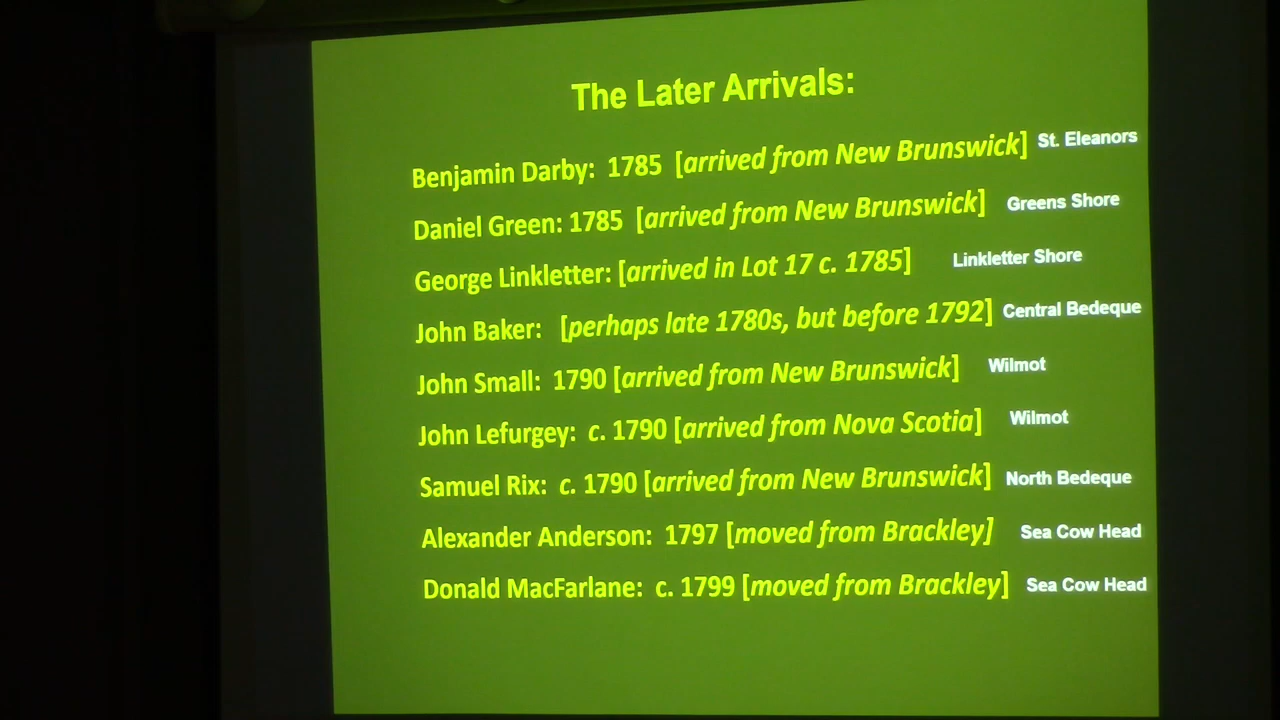 The Later Arrivals:
Benjamin Darby: 1785 [arrived from New Brunswick] St. Eleanors
Daniel Green: 1785 [arrived from New Brunswick] Greens Shore
George Linkletter: [arrived in Lot 17 c. 1785] Linkletter Shore
John Baker: [perhaps late 1780s, but before 1792] Central Bedeque
John Small: 1790 [arrived from New Brunswick] Wilmot
John Lefurgey: c. 1790 [arrived from Nova Scotia] Wilmot
Samuel Rix: c. 1790 [arrived from New Brunswick] North Bedeque
Alexander Anderson: 1797 [moved from Brackley] Sea Cow Head
Donald MacFarlane: c. 1799 [moved from Brackley] Sea Cow Head